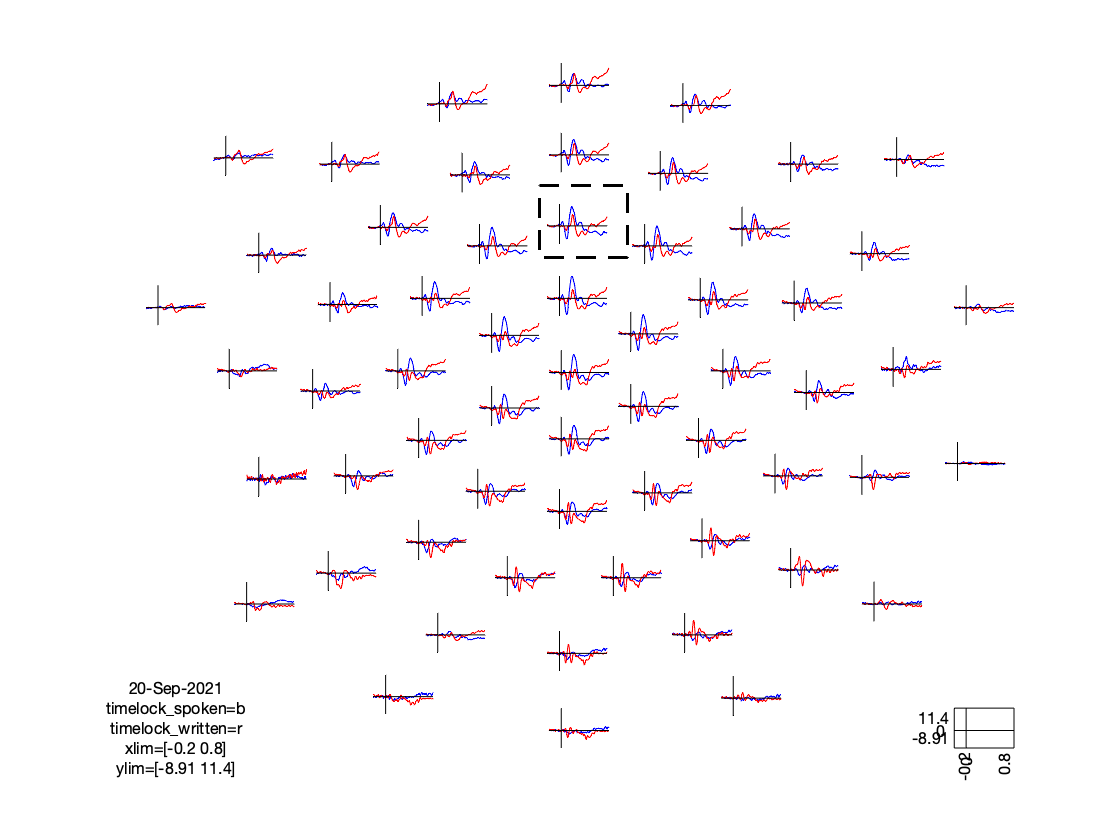 20-Sep-2021
timelock_spoken=b
timelock_written=r
xlim=[-0.2 0.8]
ylim=[-8.91 11.4]
11.4
0
-8.91
-0.2
0
0.8